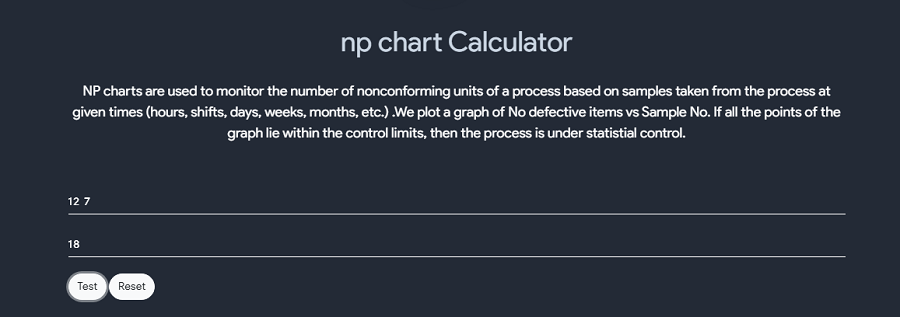 np chart Calculator
NP charts are used to monitor the number of nonconforming units of a process based on samples taken from the process at
given times (hours, shifts, days, weeks, months, etc.) .We plot a graph of No defective items vs Sample No. If all the points of the
graph lie within the control limits, then the process is under statistial control.
12 7
18
Test Reset